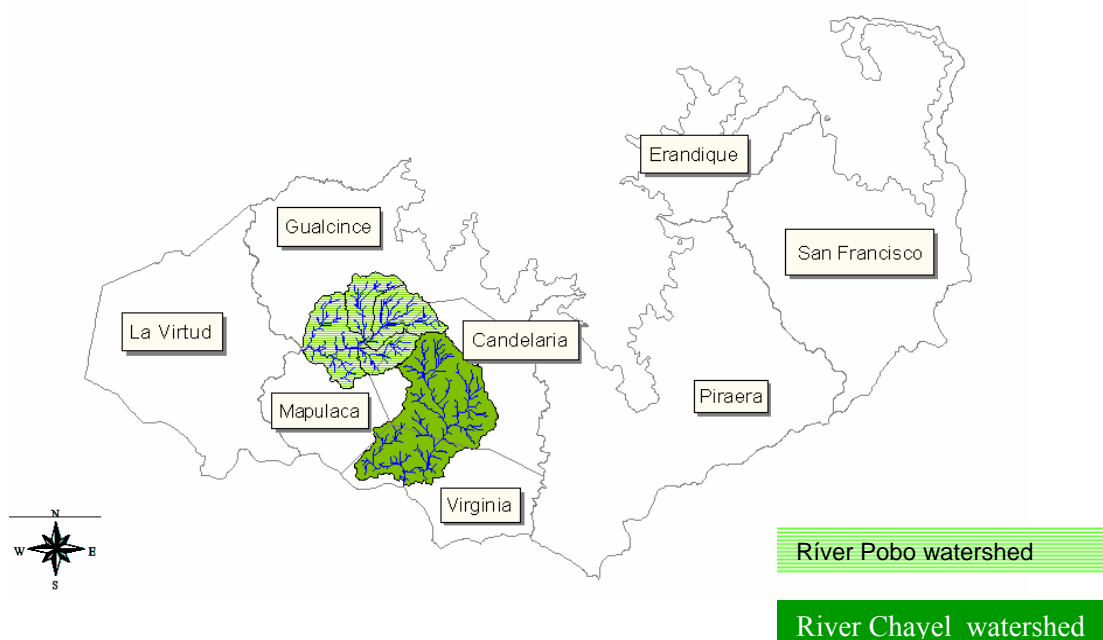 Erandique
Gualcince
San Francisco
La Virtud
Candelaria
Piraera
Mapulaca
Virginia
N
W E
S
Ríver Pobo watershed
River Chayel watershed